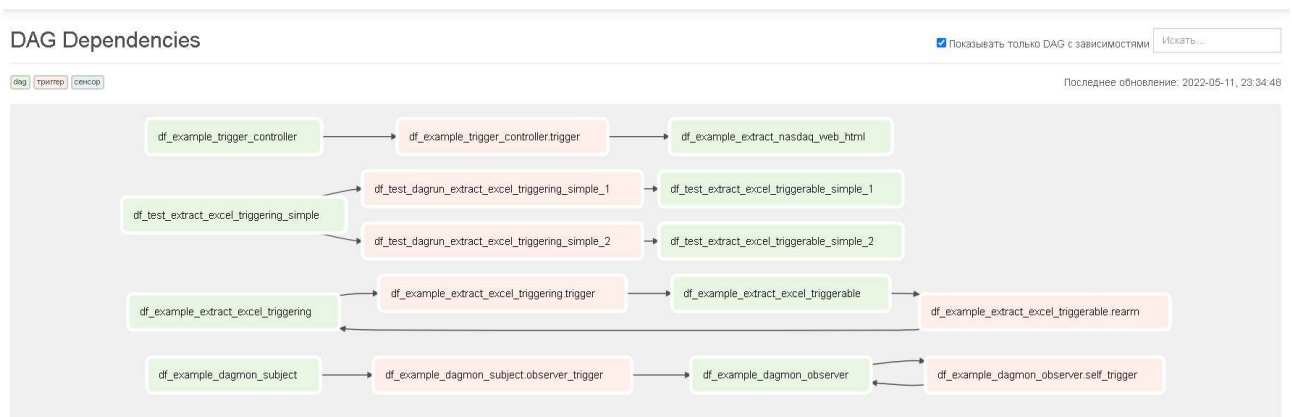 DAG Dependencies
Показывать только DAG с зависимостями Искать...
dag триггер сенсор
Последнее обновление: 2022-05-11, 23:34:48
df_example_trigger_controller df_example_trigger_controller.trigger df_example_extract_nasdaq_web_html
df_test_dagrun_extract_excel_triggering_simple_1 df_test_extract_excel_triggerable_simple_1
df_test_extract_excel_triggering_simple
df_test_dagrun_extract_excel_triggering_simple_2 df_test_extract_excel_triggerable_simple_2
df_example_extract_excel_triggering.trigger df_example_extract_excel_triggerable
df_example_extract_excel_triggering df_example_extract_excel_triggerable.rearm
df_example_dagmon_subject df_example_dagmon_subject.observer_trigger df_example_dagmon_observer df_example_dagmon_observer.self_trigger